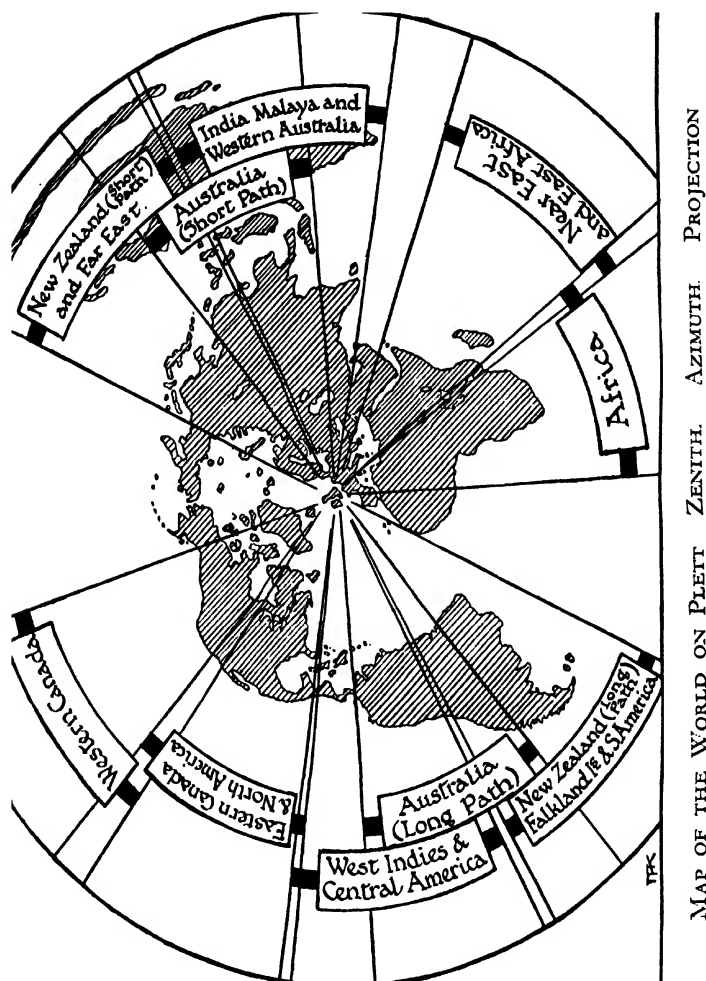 New Zealand (Short Path)
and Far East.
India Malaya and
Western Australia
Australia
(Short Path)
Near East
and East Africa
Africa
Western Canada
Eastern Canada
& North America
Australia
(Long Path)
West Indies &
Central America
New Zealand (Long Path)
Falkland Is & S. America
MAP OF THE WORLD ON PLETT ZENITH. AZIMUTH. PROJECTION